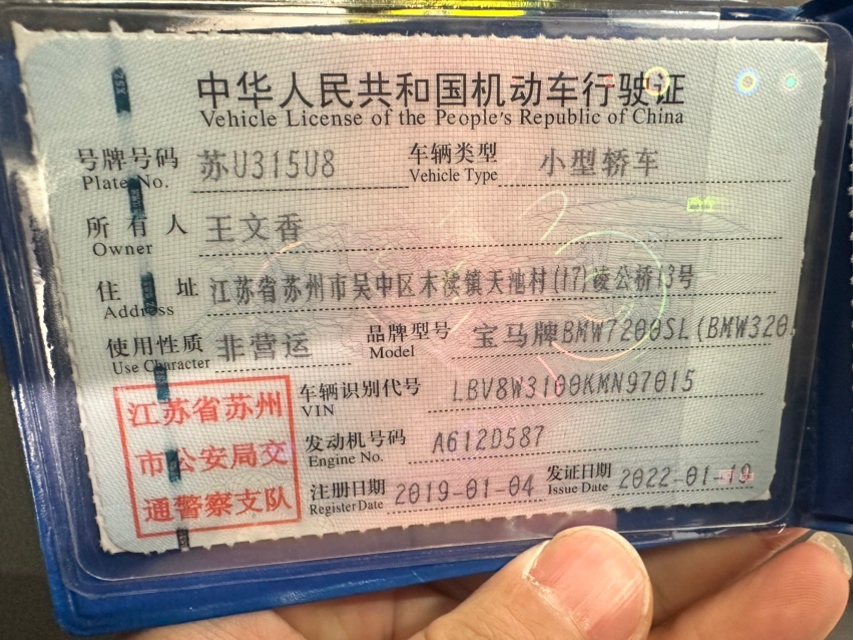 中华人民共和国机动车行驶证
Vehicle License of the People's Republic of China
号牌号码 苏U315U8 车辆类型 小型轿车
Plate No. Vehicle Type
所有人 王文香
Owner
住址 江苏省苏州市吴中区木渎镇天池村(17)凌公桥13号
Address
使用性质 非营运 品牌型号 宝马牌BMW7200SL(BMW320
Use Character Model
江苏省苏州
市公安局交
通警察支队
车辆识别代号 LBV8W3100KMN97015
VIN
发动机号码 A612D587
Engine No.
注册日期 2019-01-04 发证日期 2022-01-19
Register Date Issue Date